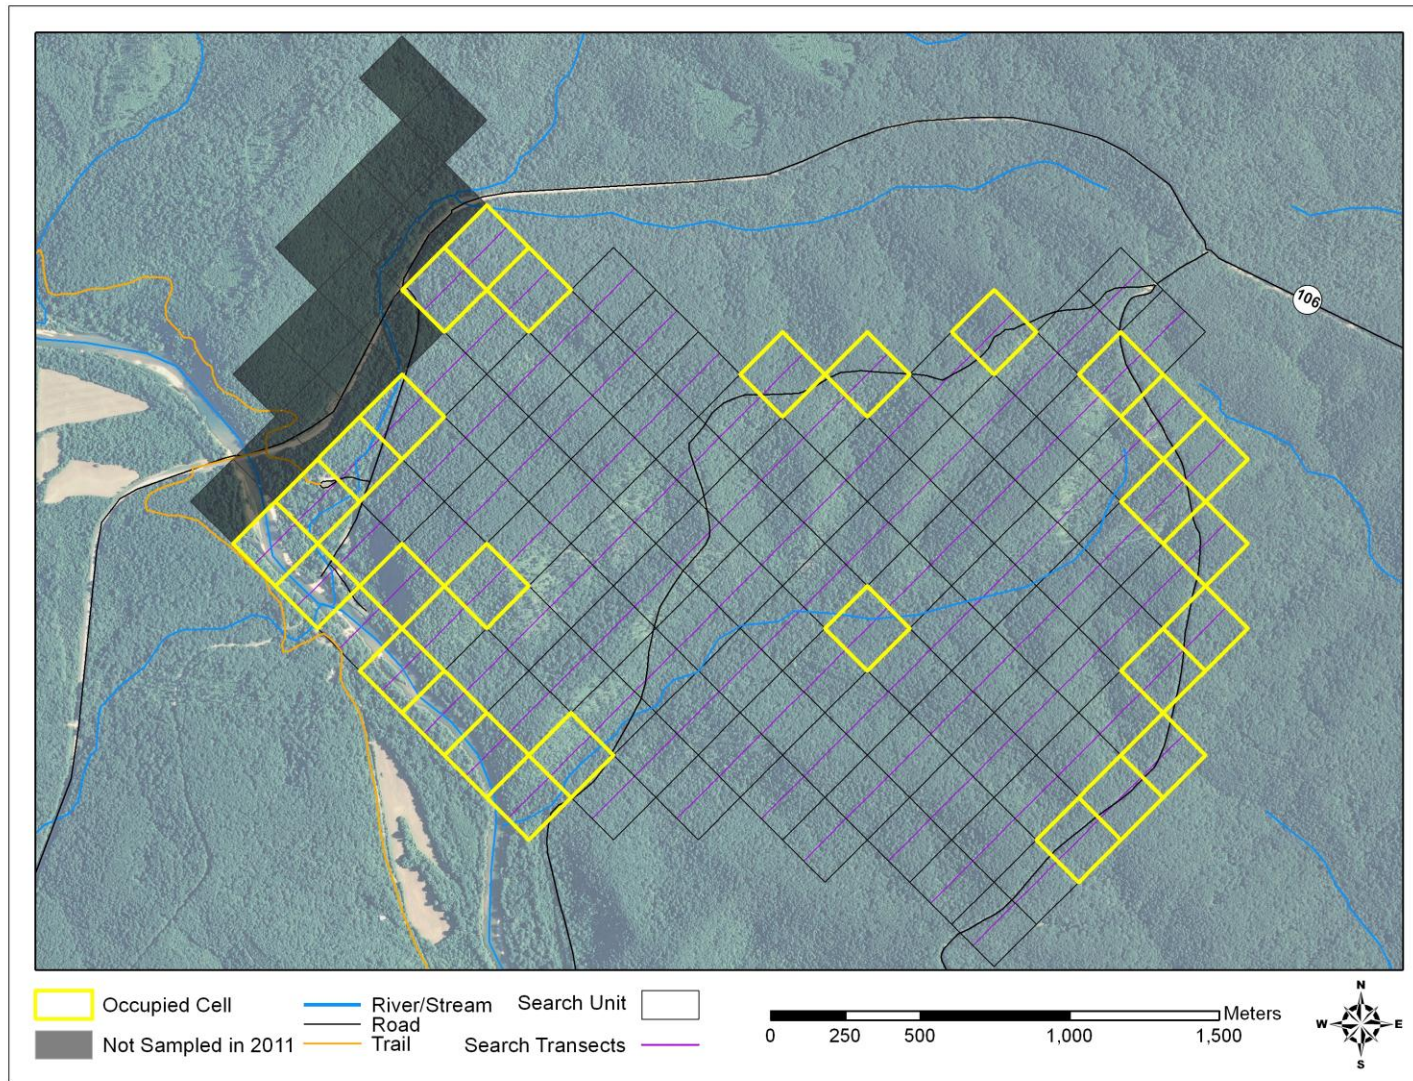 106
Occupied Cell
Not Sampled in 2011
River/Stream
Road
Trail
Search Unit
Search Transects
0 250 500 1,000 1,500 Meters
N
W E
S